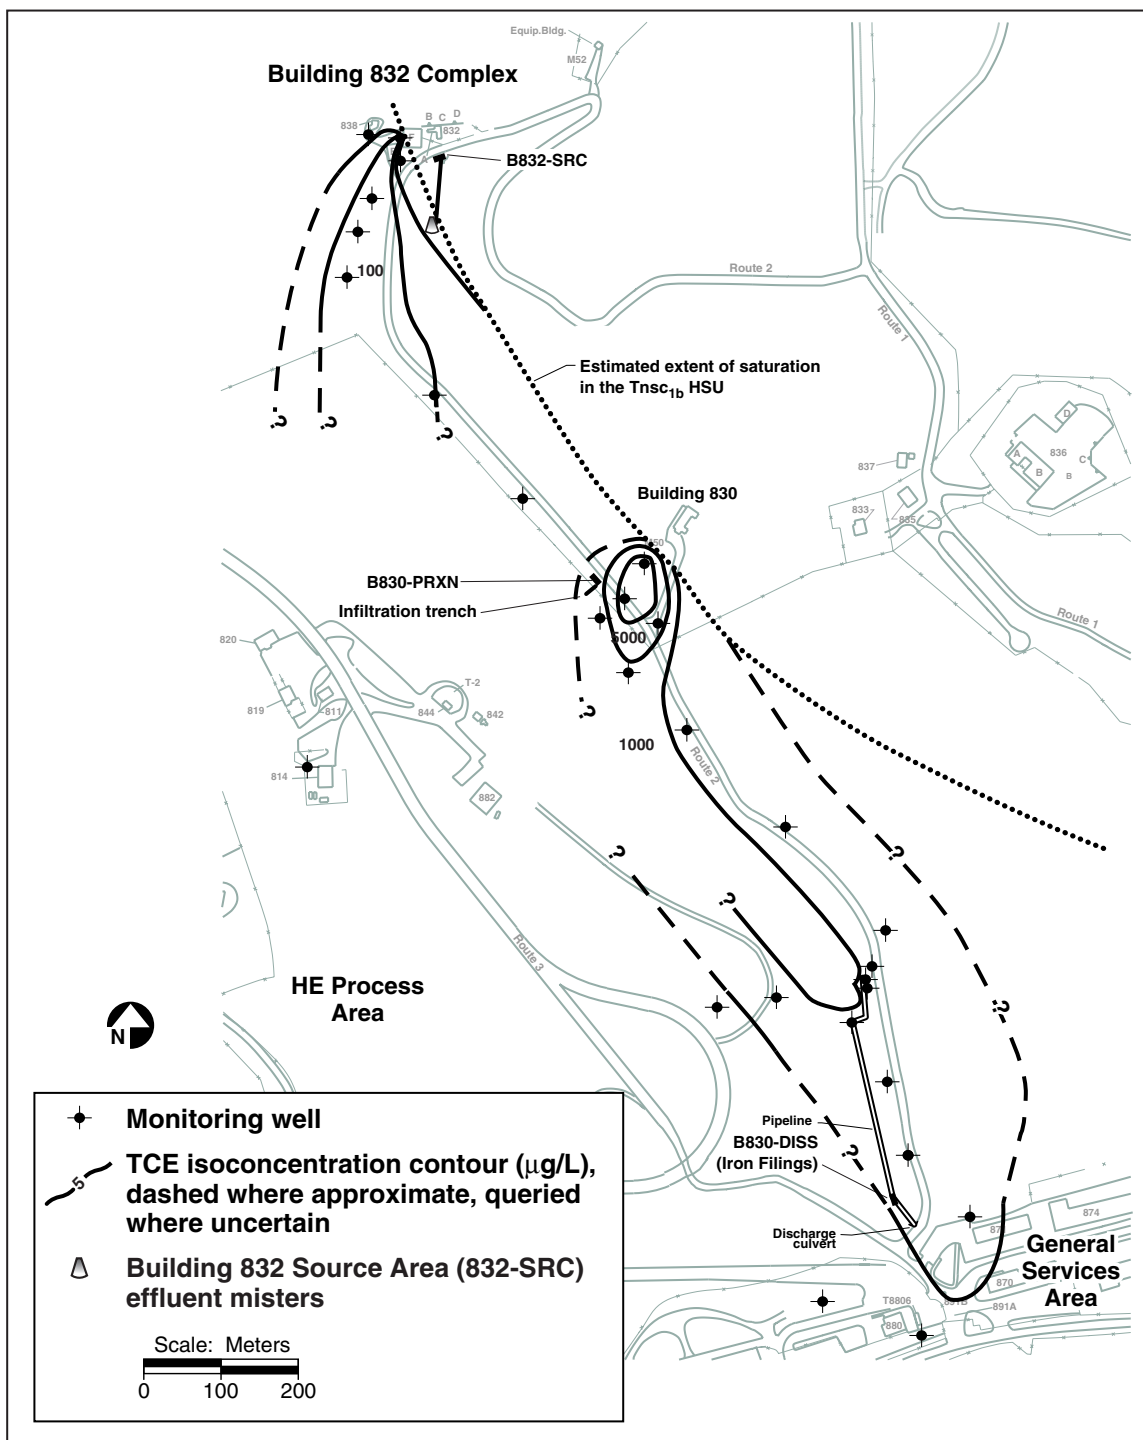 Equip.Bldg.
M52
Building 832 Complex
838
B
C
D
832
F
A
B832-SRC
100
Route 2
Route 1
Estimated extent of saturation
in the Tnsc1b HSU
?
?
?
D
836
A
B
C
B
837
833
835
Building 830
B830-PRXN
Infiltration trench
5000
Route 1
820
819
811
T-2
844
842
814
882
?
1000
Route 2
?
?
?
?
Route 3
HE Process
Area
N
Pipeline
B830-DISS
(Iron Filings)
?
Discharge
culvert
874
870
General
Services
Area
T8806
880
891B
891A
Monitoring well
5
TCE isoconcentration contour (µg/L),
dashed where approximate, queried
where uncertain
Building 832 Source Area (832-SRC)
effluent misters
Scale: Meters
0 100 200